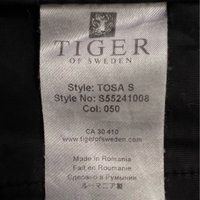 TIGER
OF SWEDEN
Style: TOSA S
Style No: S55241008
Col: 050
CA 30 410
www.
tigerofsweden.com
Made in Romania
Fait en Roumanie
Сделано в Румынии
ルーマニア製